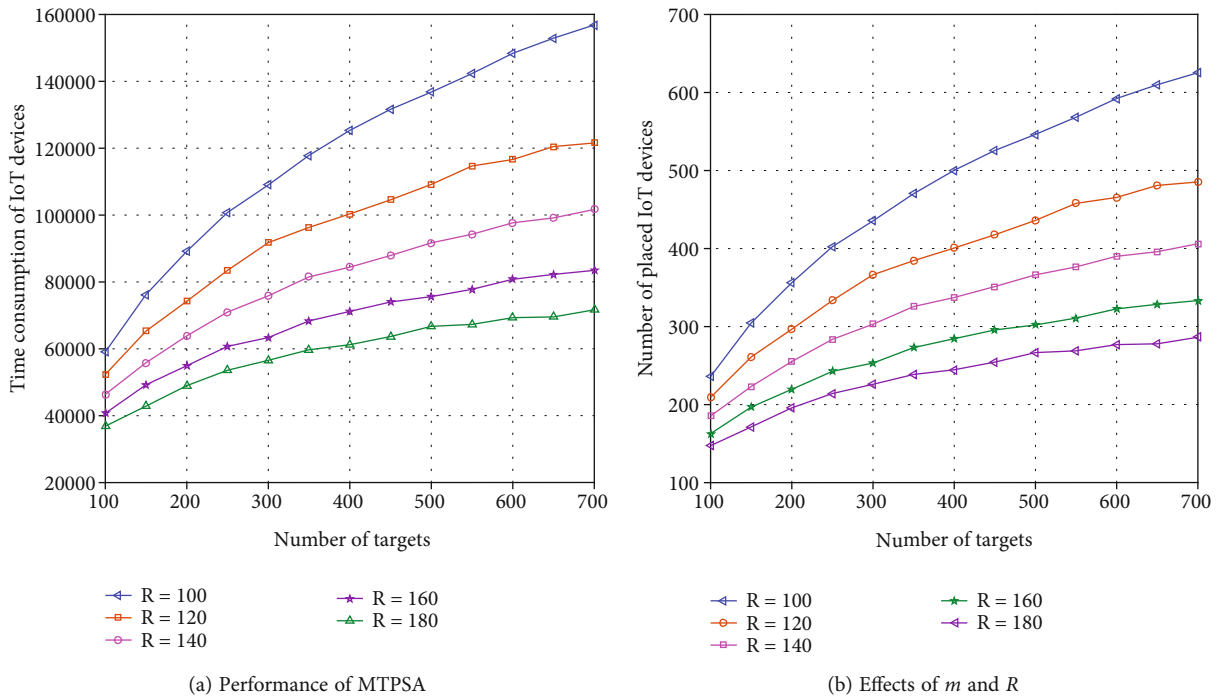 160000
140000
120000
100000
80000
60000
40000
20000
Time consumption of IoT devices
100 200 300 400 500 600 700
Number of targets
R = 100
R = 120
R = 140
R = 160
R = 180
(a) Performance of MTPSA
700
600
500
400
300
200
100
Number of placed IoT devices
100 200 300 400 500 600 700
Number of targets
R = 100
R = 120
R = 140
R = 160
R = 180
(b) Effects of m and R